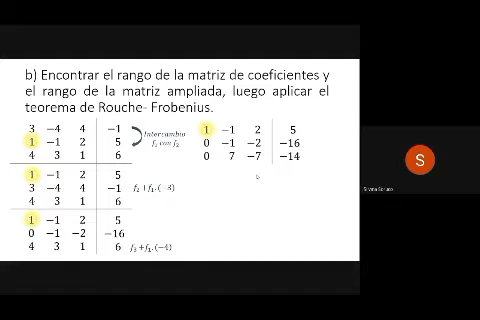 b) Encontrar el rango de la matriz de coeficientes y
el rango de la matriz ampliada, luego aplicar el
teorema de Rouche- Frobenius.
3 −4 4 −1
1 −1 2 5
4 3 1 6
Intercambio
f₁ con f₂
1 −1 2 5
3 −4 4 −1
4 3 1 6
f₂ + f₁.(−3)
1 −1 2 5
0 −1 −2 −16
4 3 1 6
f₃ + f₁.(−4)
1 −1 2 5
0 −1 −2 −16
0 7 −7 −14
S